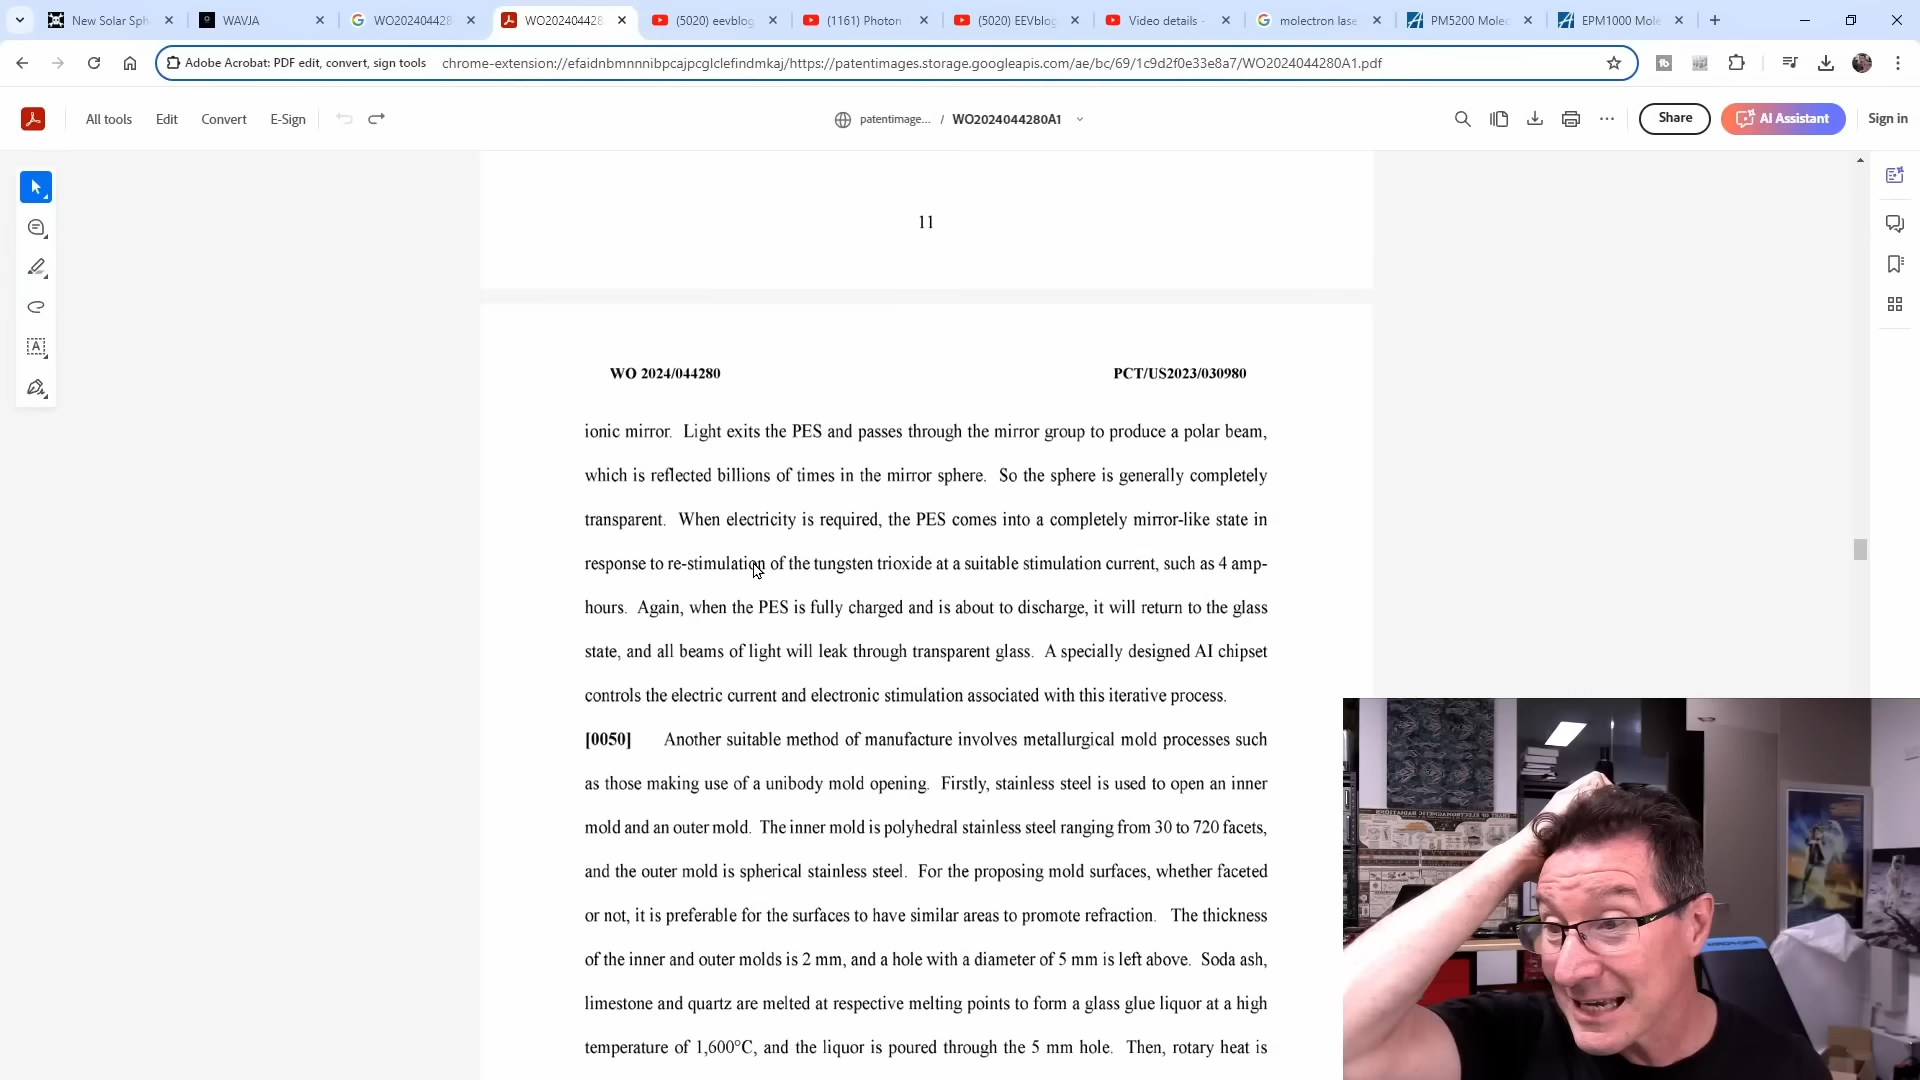 New Solar Sph
WAVJA
WO202404428
WO202404428
(5020) eevblog
(1161) Photon
(5020) EEVblog
Video details -
molectron lase
PM5200 Molec
EPM1000 Mole
Adobe Acrobat: PDF edit, convert, sign tools
chrome-extension://efaidnbmnnnibpcajpcglclefindmkaj/https://patentimages.storage.googleapis.com/ae/bc/69/1c9d2f0e33e8a7/WO2024044280A1.pdf
All tools
Edit
Convert
E-Sign
patentimage... / WO2024044280A1
Share
AI Assistant
Sign in
11
WO 2024/044280
PCT/US2023/030980
ionic mirror. Light exits the PES and passes through the mirror group to produce a polar beam,
which is reflected billions of times in the mirror sphere. So the sphere is generally completely
transparent. When electricity is required, the PES comes into a completely mirror-like state in
response to re-stimulation of the tungsten trioxide at a suitable stimulation current, such as 4 amp-
hours. Again, when the PES is fully charged and is about to discharge, it will return to the glass
state, and all beams of light will leak through transparent glass. A specially designed AI chipset
controls the electric current and electronic stimulation associated with this iterative process.
[0050] Another suitable method of manufacture involves metallurgical mold processes such
as those making use of a unibody mold opening. Firstly, stainless steel is used to open an inner
mold and an outer mold. The inner mold is polyhedral stainless steel ranging from 30 to 720 facets,
and the outer mold is spherical stainless steel. For the proposing mold surfaces, whether faceted
or not, it is preferable for the surfaces to have similar areas to promote refraction. The thickness
of the inner and outer molds is 2 mm, and a hole with a diameter of 5 mm is left above. Soda ash,
limestone and quartz are melted at respective melting points to form a glass glue liquor at a high
temperature of 1,600°C, and the liquor is poured through the 5 mm hole. Then, rotary heat is